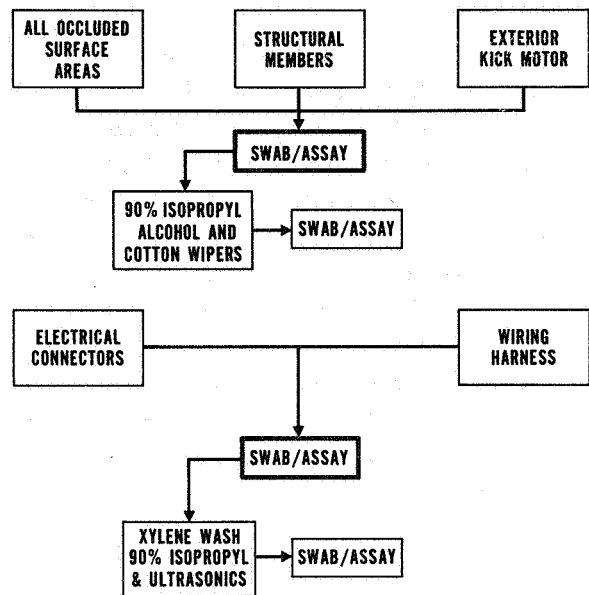 ALL OCCLUDED
SURFACE
AREAS
STRUCTURAL
MEMBERS
EXTERIOR
KICK MOTOR
SWAB/ASSAY
90% ISOPROPYL
ALCOHOL AND
COTTON WIPERS
SWAB/ASSAY
ELECTRICAL
CONNECTORS
WIRING
HARNESS
SWAB/ASSAY
XYLENE WASH
90% ISOPROPYL
& ULTRASONICS
SWAB/ASSAY